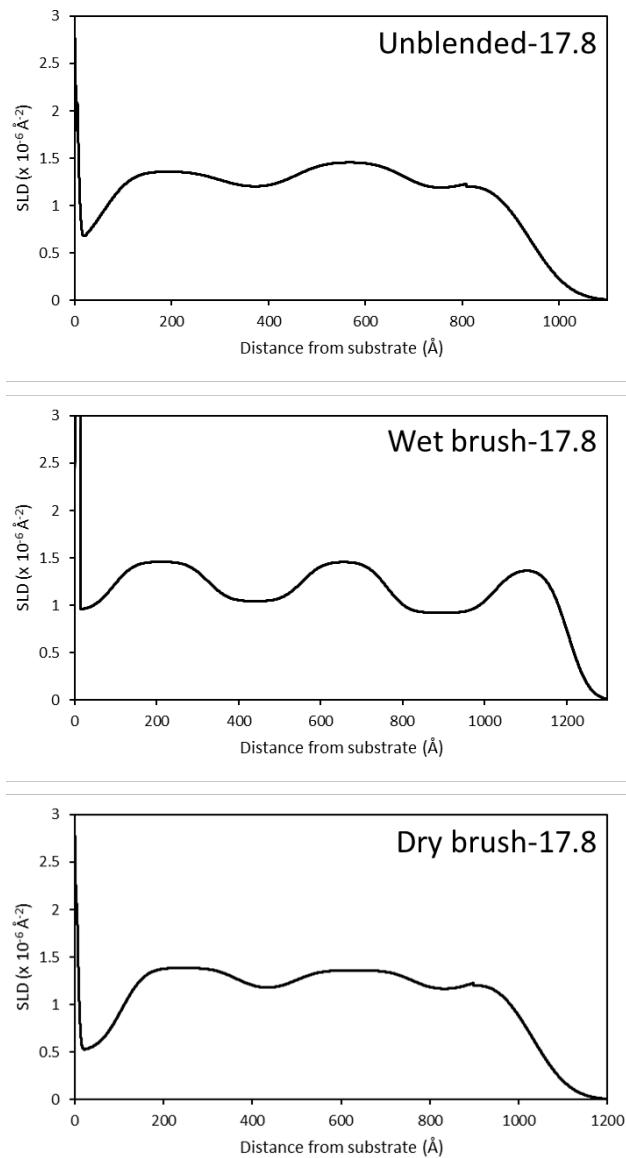 Unblended-17.8
3
2.5
2
1.5
1
0.5
0
SLD (x 10⁻⁶ Å⁻²)
0 200 400 600 800 1000
Distance from substrate (Å)
Wet brush-17.8
3
2.5
2
1.5
1
0.5
0
SLD (x 10⁻⁶ Å⁻²)
0 200 400 600 800 1000 1200
Distance from substrate (Å)
Dry brush-17.8
3
2.5
2
1.5
1
0.5
0
SLD (x 10⁻⁶ Å⁻²)
0 200 400 600 800 1000 1200
Distance from substrate (Å)